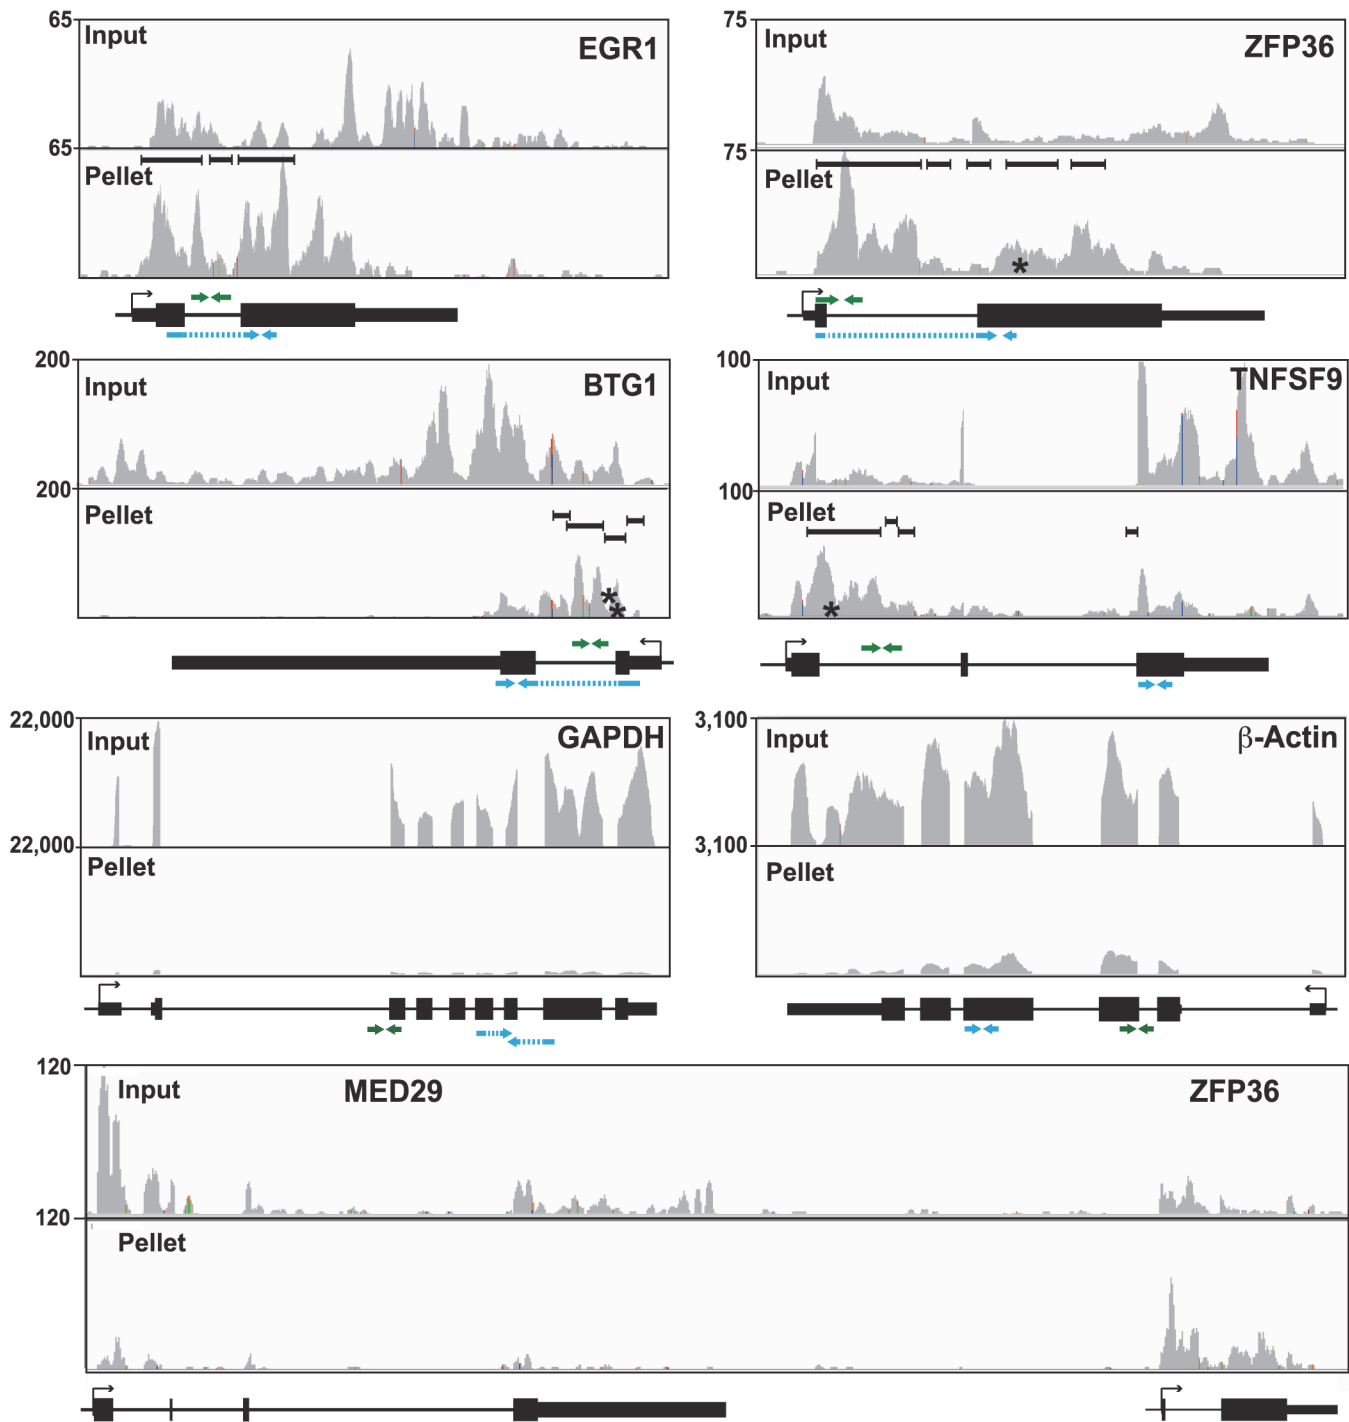 65
Input
EGR1
65
Pellet
75
Input
ZFP36
75
Pellet
*
200
Input
BTG1
200
Pellet
*
*
100
Input
TNFSF9
100
Pellet
*
22,000
Input
GAPDH
22,000
Pellet
3,100
Input
β-Actin
3,100
Pellet
120
Input
MED29
ZFP36
120
Pellet